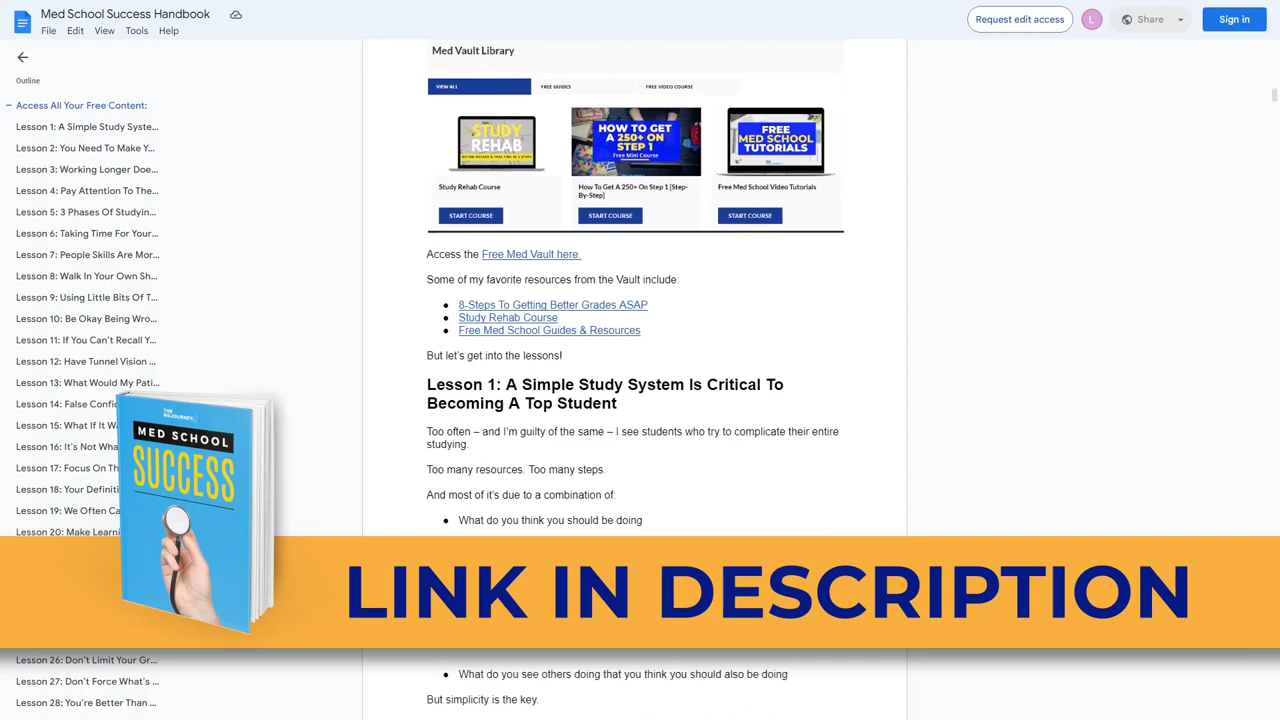 Med School Success Handbook
File Edit View Tools Help
Request edit access
L
Share
Sign in
Outline
Access All Your Free Content:
Lesson 1: A Simple Study Syste...
Lesson 2: You Need To Make Y...
Lesson 3: Working Longer Doe...
Lesson 4: Pay Attention To The...
Lesson 5: 3 Phases Of Studyin...
Lesson 6: Taking Time For Your...
Lesson 7: People Skills Are Mor...
Lesson 8: Walk In Your Own Sh...
Lesson 9: Using Little Bits Of T...
Lesson 10: Be Okay Being Wro...
Lesson 11: If You Can't Recall Y...
Lesson 12: Have Tunnel Vision ...
Lesson 13: What Would My Pati...
Lesson 14: False Confi
Lesson 15: What If It Wa
Lesson 16: It's Not Wha
Lesson 17: Focus On Th
Lesson 18: Your Definiti
Lesson 19: We Often Ca
Lesson 20: Make Learni
Lesson 26: Don't Limit Your Gr...
Lesson 27: Don't Force What's ...
Lesson 28: You're Better Than ...
Med Vault Library
VIEW ALL
FREE GUIDES
FREE VIDEO COURSE
STUDY
REHAB
BETTER GRADES & FREE TIME IN 3 STEPS
Study Rehab Course
START COURSE
HOW TO GET
A 250+ ON
STEP 1
Free Mini Course
How To Get A 250+ On Step 1 [Step-
By-Step]
START COURSE
FREE
MED SCHOOL
TUTORIALS
Free Med School Video Tutorials
START COURSE
Access the Free Med Vault here.
Some of my favorite resources from the Vault include:
● 8-Steps To Getting Better Grades ASAP
● Study Rehab Course
● Free Med School Guides & Resources
But let's get into the lessons!
Lesson 1: A Simple Study System Is Critical To
Becoming A Top Student
Too often – and I'm guilty of the same – I see students who try to complicate their entire
studying.
Too many resources. Too many steps.
And most of it's due to a combination of:
● What do you think you should be doing
THE
MDJOURNEY
MED SCHOOL
SUCCESS
LINK IN DESCRIPTION
● What do you see others doing that you think you should also be doing
But simplicity is the key.